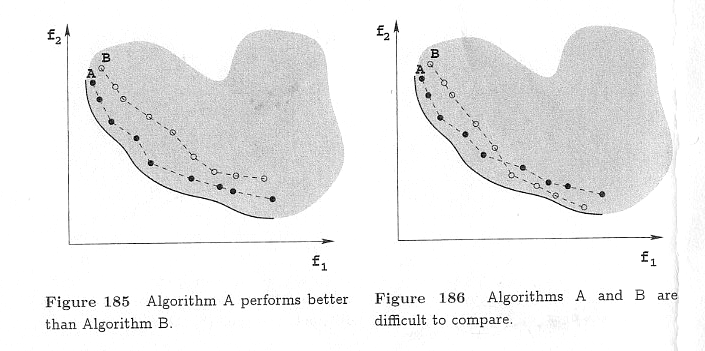 f2
B
A
f1
Figure 185 Algorithm A performs better
than Algorithm B.
f2
B
A
f1
Figure 186 Algorithms A and B are
difficult to compare.